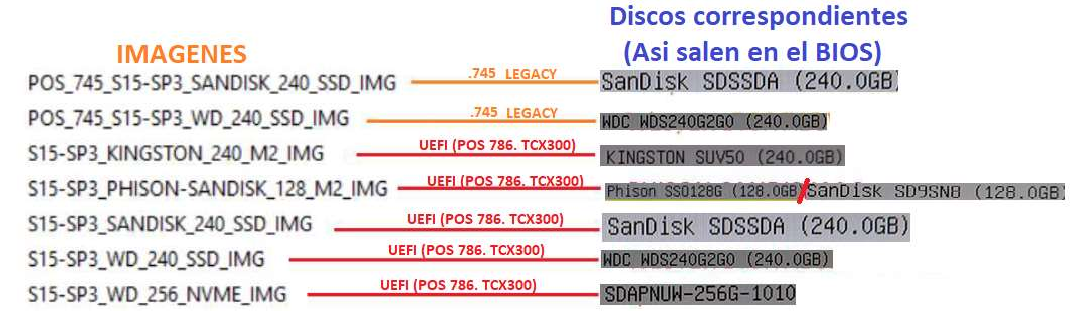 IMAGENES
Discos correspondientes
(Asi salen en el BIOS)
POS_745_S15-SP3_SANDISK_240_SSD_IMG .745 LEGACY SanDisk SDSSDA (240.0GB)
POS_745_S15-SP3_WD_240_SSD_IMG .745 LEGACY WDC WDS240G2G0 (240.0GB)
S15-SP3_KINGSTON_240_M2_IMG UEFI (POS 786. TCX300) KINGSTON SUV50 (240.0GB)
S15-SP3_PHISON-SANDISK_128_M2_IMG UEFI (POS 786. TCX300) Phison SS0128G (128.0GB)/SanDisk SD9SN8 (128.0GB)
S15-SP3_SANDISK_240_SSD_IMG UEFI (POS 786. TCX300) SanDisk SDSSDA (240.0GB)
S15-SP3_WD_240_SSD_IMG UEFI (POS 786. TCX300) WDC WDS240G2G0 (240.0GB)
S15-SP3_WD_256_NVME_IMG UEFI (POS 786. TCX300) SDAPNUW-256G-1010